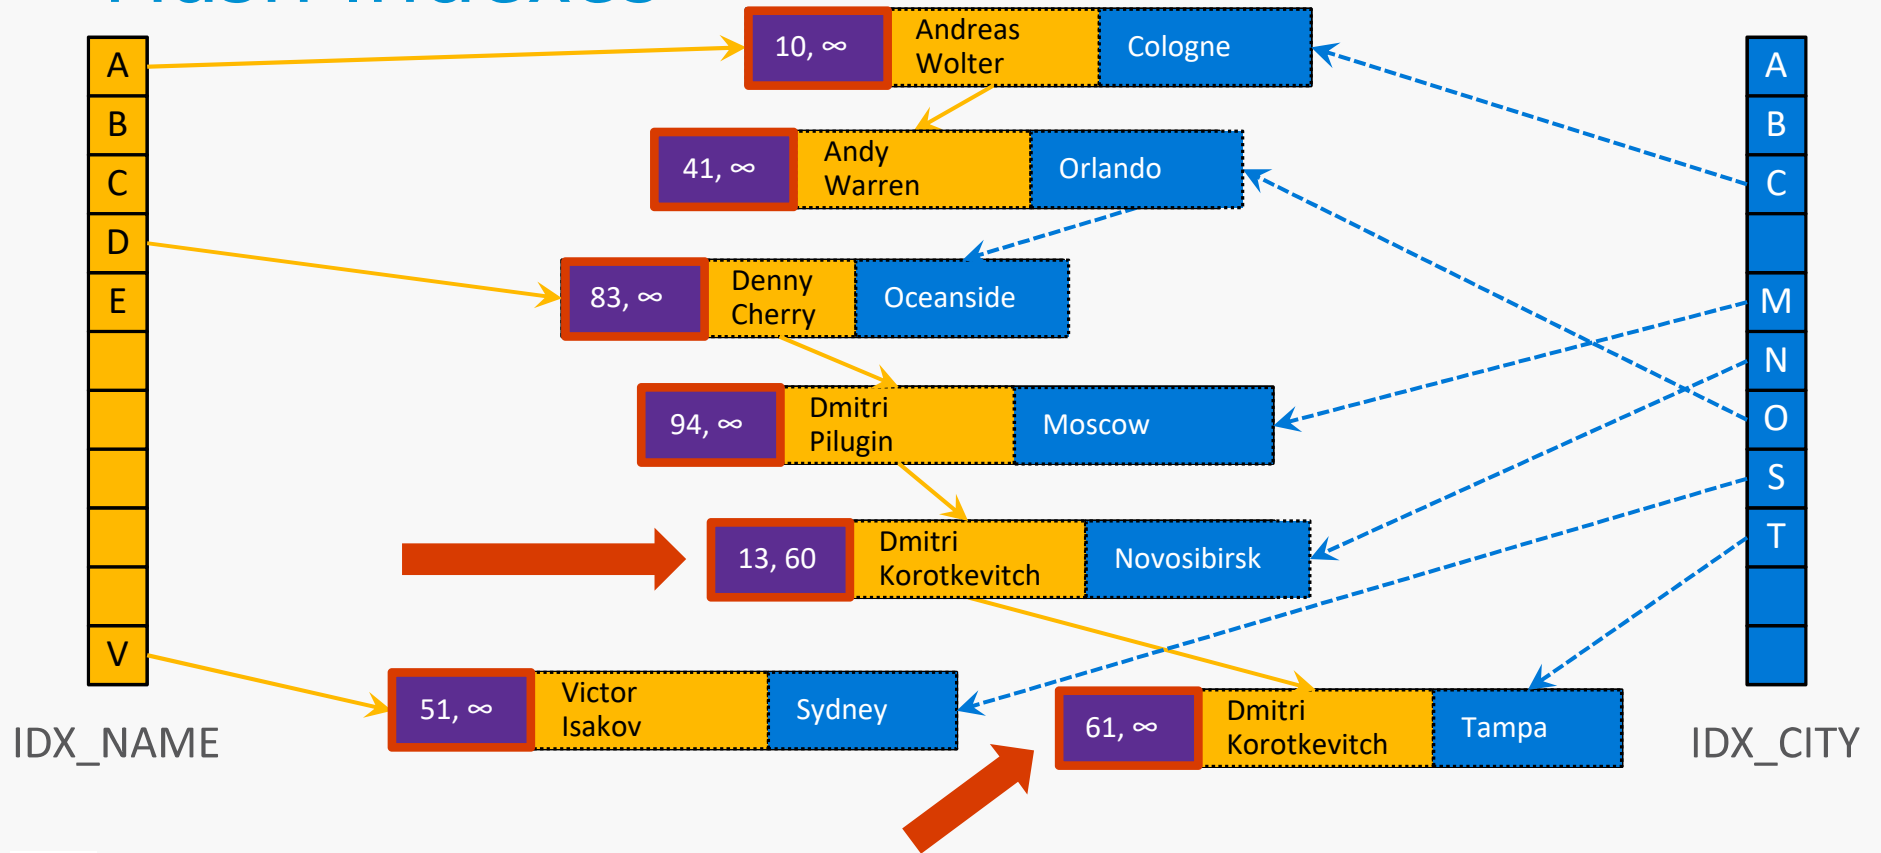 A
B
C
D
E
V
IDX_NAME
10, ∞
Andreas
Wolter
Cologne
41, ∞
Andy
Warren
Orlando
83, ∞
Denny
Cherry
Oceanside
94, ∞
Dmitri
Pilugin
Moscow
13, 60
Dmitri
Korotkevitch
Novosibirsk
51, ∞
Victor
Isakov
Sydney
61, ∞
Dmitri
Korotkevitch
Tampa
A
B
C
M
N
O
S
T
IDX_CITY